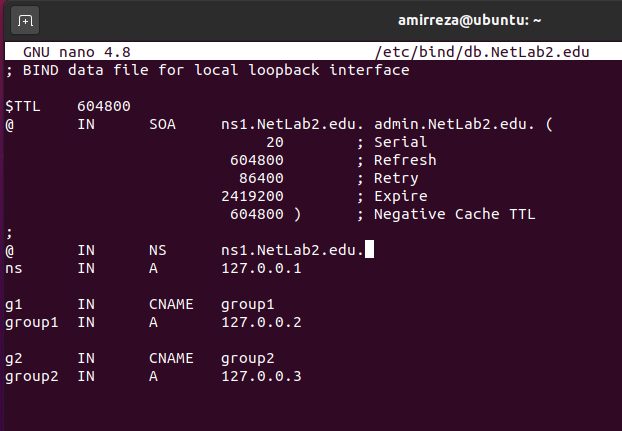 amirreza@ubuntu: ~
GNU nano 4.8 /etc/bind/db.NetLab2.edu
; BIND data file for local loopback interface
$TTL 604800
@ IN SOA ns1.NetLab2.edu. admin.NetLab2.edu. (
20 ; Serial
604800 ; Refresh
86400 ; Retry
2419200 ; Expire
604800 ) ; Negative Cache TTL
;
@ IN NS ns1.NetLab2.edu.
ns IN A 127.0.0.1
g1 IN CNAME group1
group1 IN A 127.0.0.2
g2 IN CNAME group2
group2 IN A 127.0.0.3